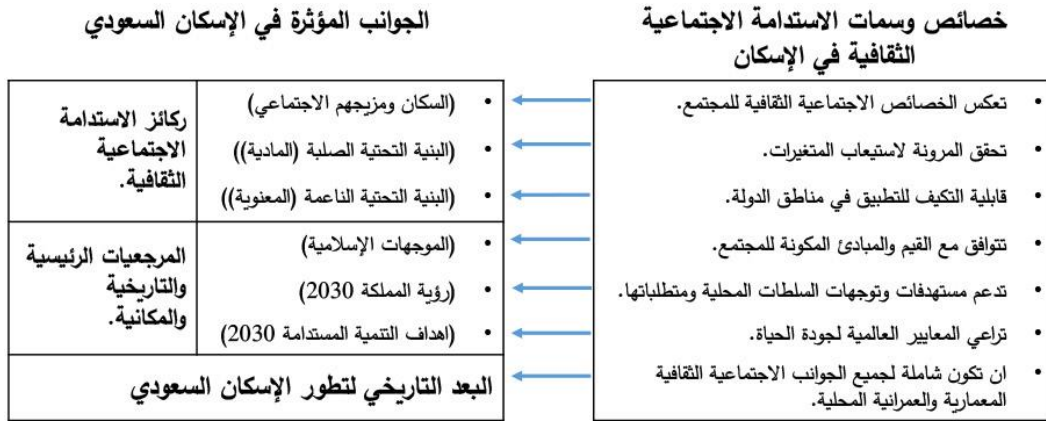 خصائص وسمات الاستدامة الاجتماعية
الثقافية في الإسكان
• تعكس الخصائص الاجتماعية الثقافية للمجتمع.
• تحقق المرونة لاستيعاب المتغيرات.
• قابلية التكيف للتطبيق في مناطق الدولة.
• تتوافق مع القيم والمبادئ المكونة للمجتمع.
• تدعم مستهدفات وتوجهات السلطات المحلية ومتطلباتها.
• تراعي المعايير العالمية لجودة الحياة.
• ان تكون شاملة لجميع الجوانب الاجتماعية الثقافية
المعمارية والعمرانية المحلية.
الجوانب المؤثرة في الإسكان السعودي
• (السكان ومزيجهم الاجتماعي)
• (البنية التحتية الصلبة (المادية))
• (البنية التحتية الناعمة (المعنوية))
ركائز الاستدامة
الاجتماعية
الثقافية.
• (الموجهات الإسلامية)
• (رؤية المملكة 2030)
• (اهداف التنمية المستدامة 2030)
المرجعيات الرئيسية
والتاريخية
والمكانية.
البعد التاريخي لتطور الإسكان السعودي